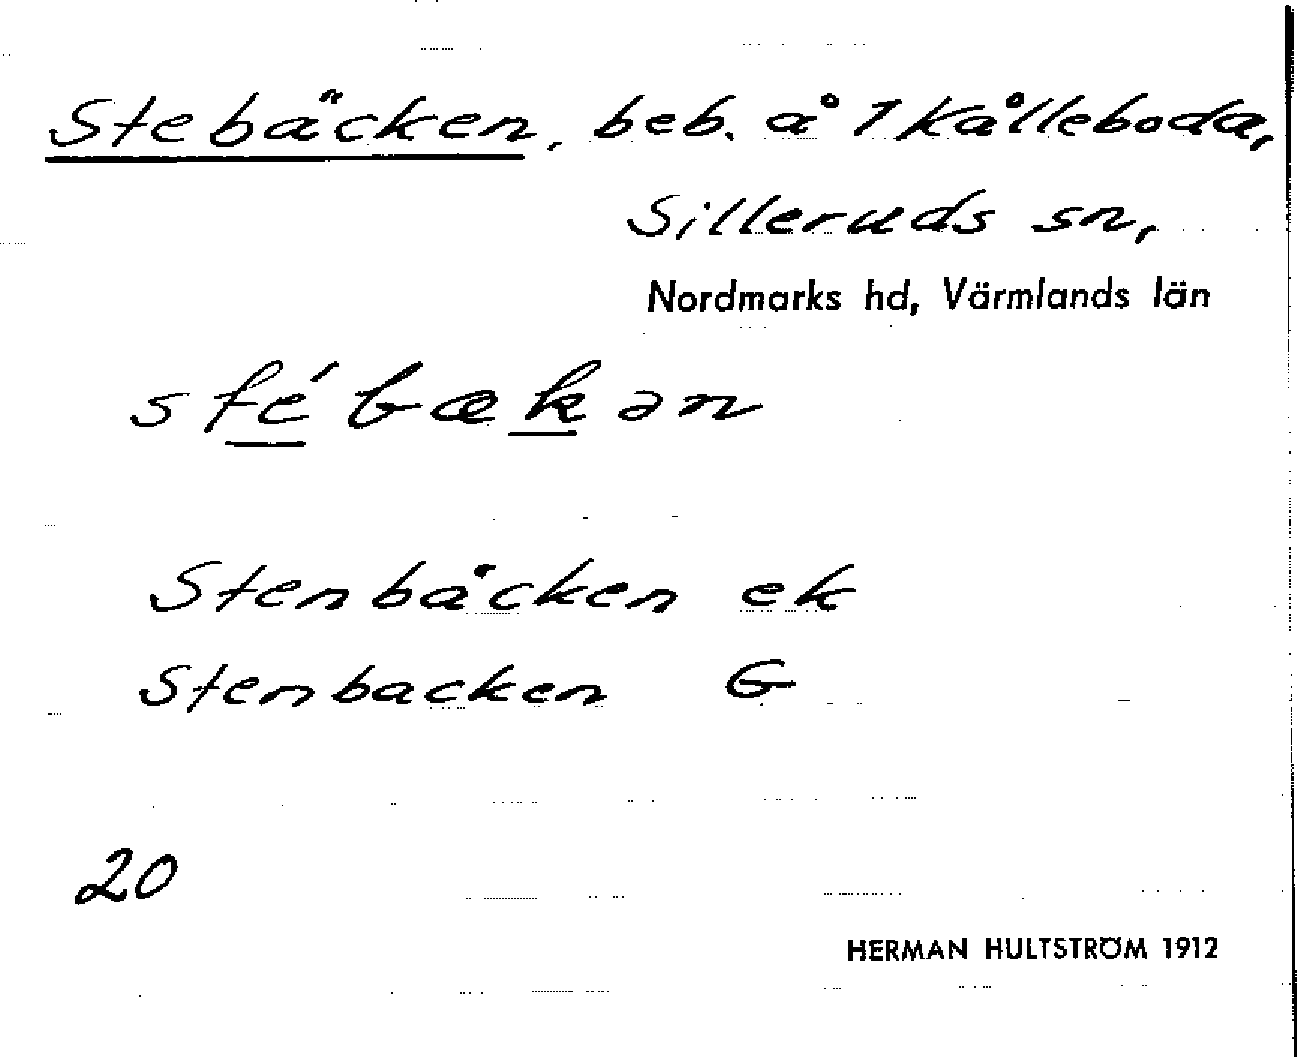 Stebäcken, beb. å 1 Kålleboda,
Silleruds sn,
Nordmarks hd, Värmlands län
stébækən
Stenbäcken ek
Stenbacken G
20
HERMAN HULTSTRÖM 1912